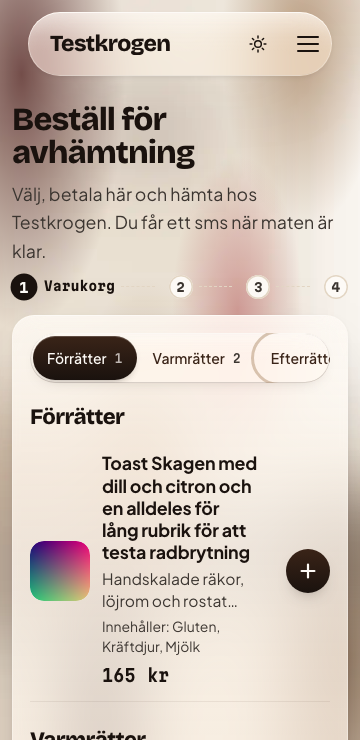 Testkrogen
Beställ för
avhämtning
Välj, betala här och hämta hos
Testkrogen. Du får ett sms när maten är
klar.
1 Varukorg 2 3 4
Förrätter 1 Varmrätter 2 Efterrätt
Förrätter
Toast Skagen med
dill och citron och
en alldeles för
lång rubrik för att
testa radbrytning
Handskalade räkor,
löjrom och rostat…
Innehåller: Gluten,
Kräftdjur, Mjölk
165 kr
Varmrätter